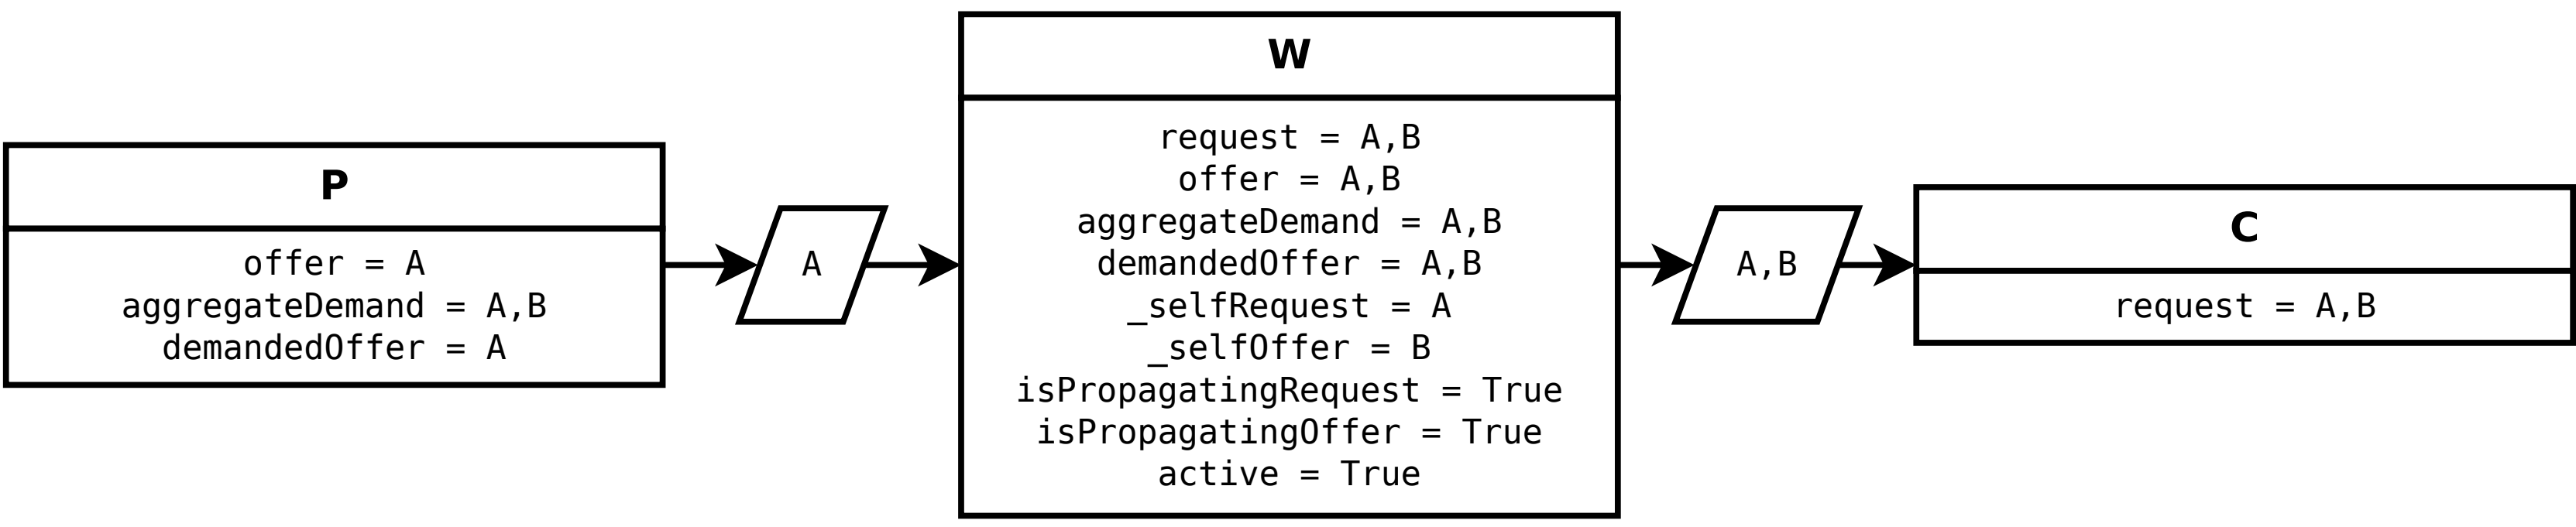 P
offer = A
aggregateDemand = A,B
demandedOffer = A
A
W
request = A,B
offer = A,B
aggregateDemand = A,B
demandedOffer = A,B
_selfRequest = A
_selfOffer = B
isPropagatingRequest = True
isPropagatingOffer = True
active = True
A,B
C
request = A,B